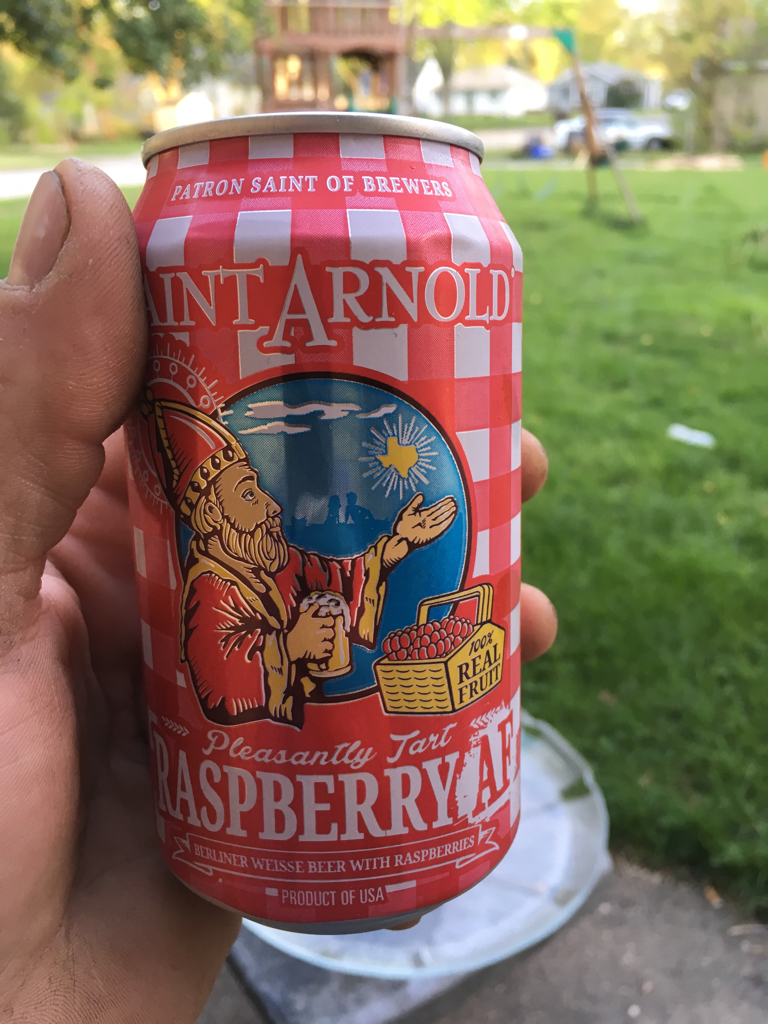 PATRON SAINT OF BREWERS
AINT ARNOLD
100%
REAL
FRUIT
Pleasantly Tart
RASPBERRY AF
BERLINER WEISSE BEER WITH RASPBERRIES
PRODUCT OF USA